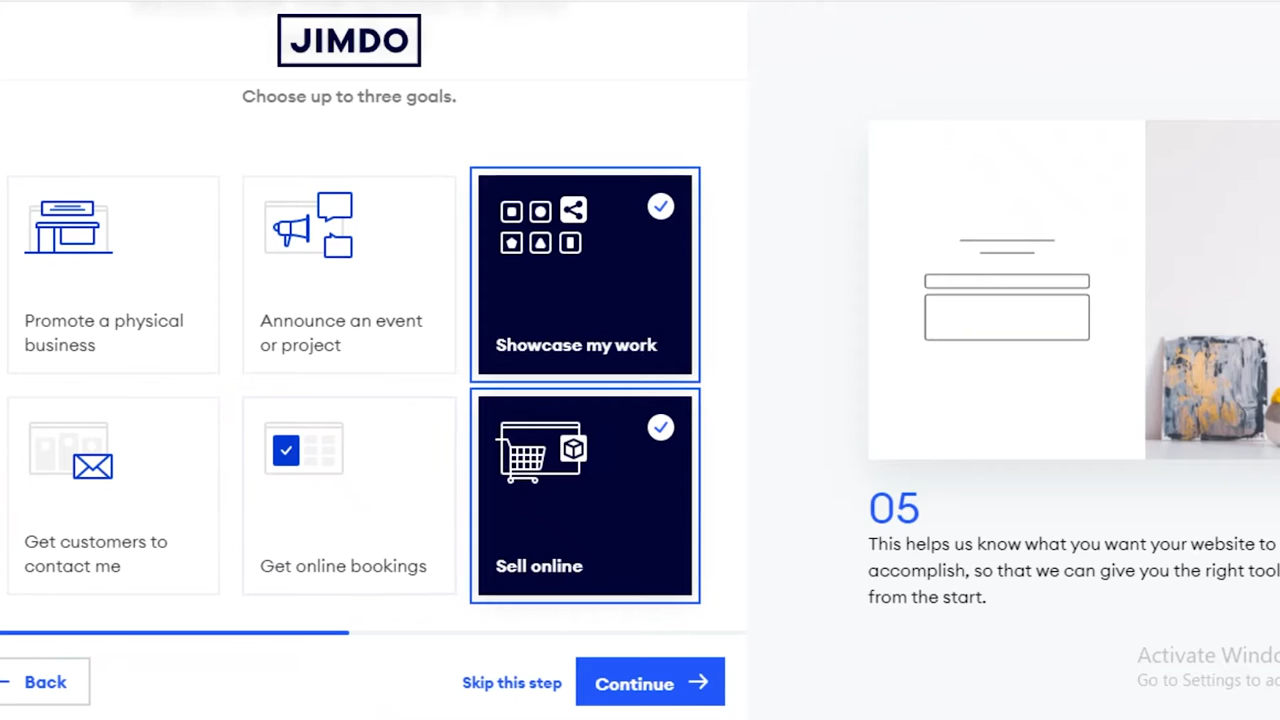 JIMDO
Choose up to three goals.
Promote a physical
business
Announce an event
or project
Showcase my work
Get customers to
contact me
Get online bookings
Sell online
Back
Skip this step
Continue
05
This helps us know what you want your website to
accomplish, so that we can give you the right tool
from the start.
Activate Windo
Go to Settings to ac